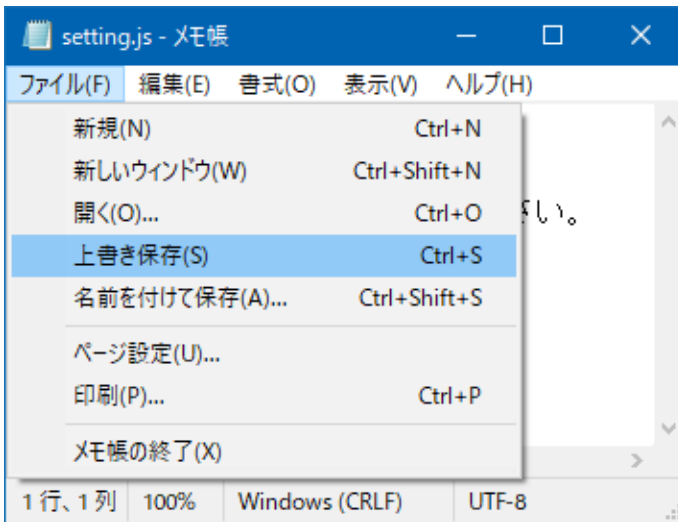 setting.js - メモ帳
ファイル(F) 編集(E) 書式(O) 表示(V) ヘルプ(H)
新規(N) Ctrl+N
新しいウィンドウ(W) Ctrl+Shift+N
開く(O)... Ctrl+O
さい。
上書き保存(S) Ctrl+S
名前を付けて保存(A)... Ctrl+Shift+S
ページ設定(U)...
印刷(P)... Ctrl+P
メモ帳の終了(X)
1 行、1 列 100% Windows (CRLF) UTF-8